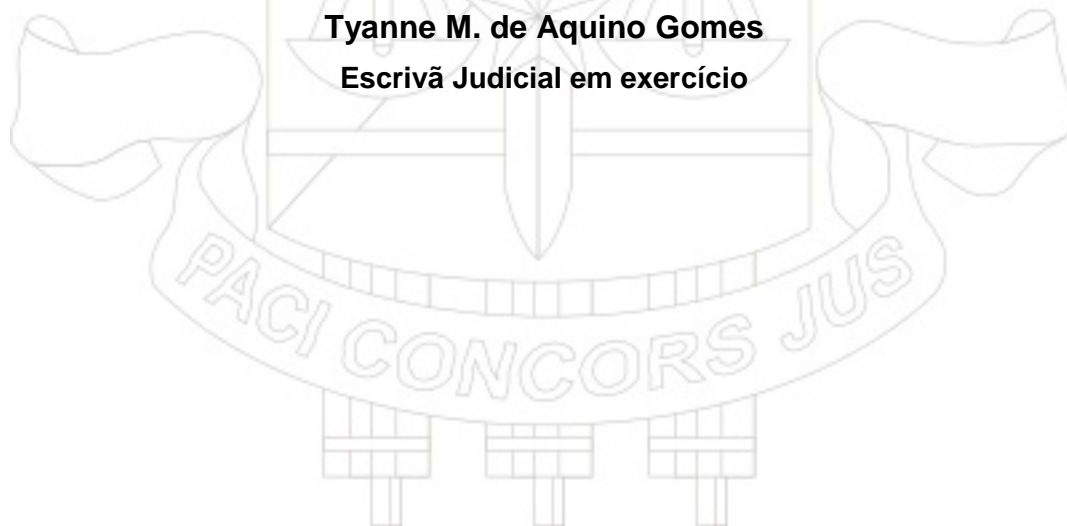 Tyanne M. de Aquino Gomes
Escrivã Judicial em exercício
PACI CONCORS JUS